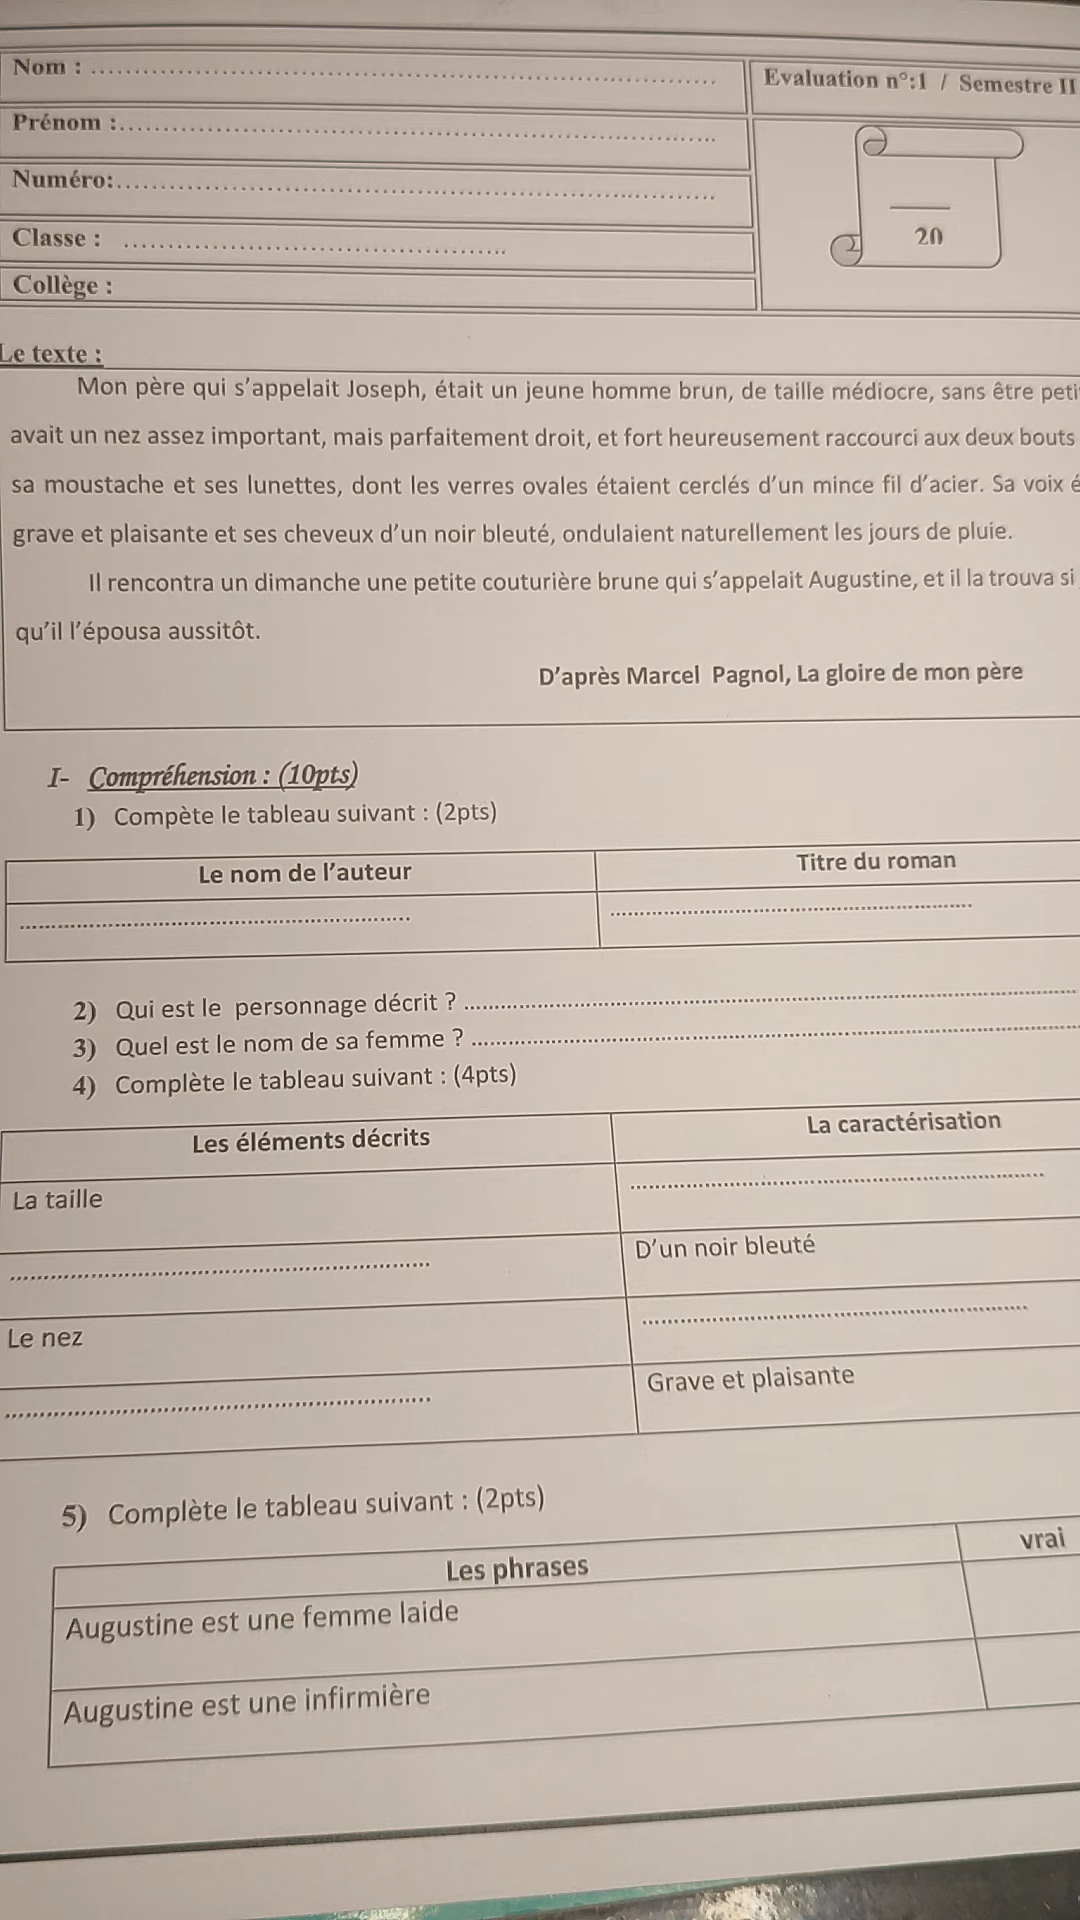 Nom : ........................................................................
Evaluation n°:1 / Semestre II
Prénom :.....................................................................
Numéro:.....................................................................
Classe : ............................................
20
Collège :
Le texte :
Mon père qui s'appelait Joseph, était un jeune homme brun, de taille médiocre, sans être peti
avait un nez assez important, mais parfaitement droit, et fort heureusement raccourci aux deux bouts
sa moustache et ses lunettes, dont les verres ovales étaient cerclés d'un mince fil d'acier. Sa voix é
grave et plaisante et ses cheveux d'un noir bleuté, ondulaient naturellement les jours de pluie.
Il rencontra un dimanche une petite couturière brune qui s'appelait Augustine, et il la trouva si
qu'il l'épousa aussitôt.
D'après Marcel Pagnol, La gloire de mon père
I- Compréhension : (10pts)
1) Compète le tableau suivant : (2pts)
Le nom de l'auteur
Titre du roman
............................................................
............................................................
2) Qui est le personnage décrit ? ............................................................
3) Quel est le nom de sa femme ? ............................................................
4) Complète le tableau suivant : (4pts)
Les éléments décrits
La caractérisation
La taille
............................................................
............................................................
D'un noir bleuté
Le nez
............................................................
............................................................
Grave et plaisante
5) Complète le tableau suivant : (2pts)
Les phrases
vrai
Augustine est une femme laide
Augustine est une infirmière